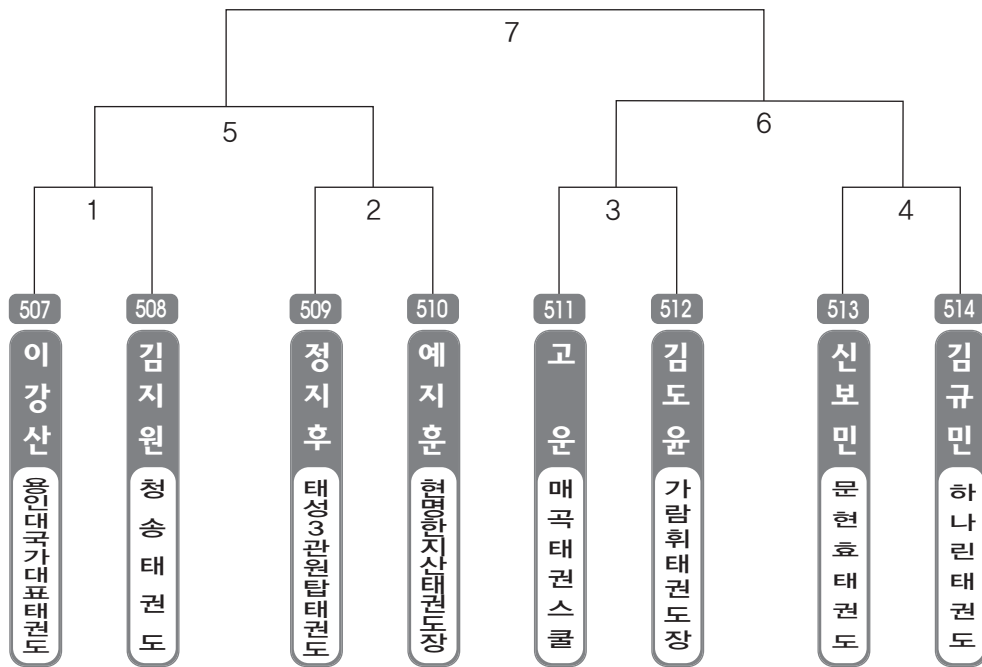 7
5
6
1
2
3
4
507
508
509
510
511
512
513
514
이강산
김지원
정지후
예지훈
고운
김도윤
신보민
김규민
용인대국가대표태권도
청송태권도
태성3관원탑태권도
현명한지산태권도장
매곡태권스쿨
가람휘태권도장
문현효태권도
하나린태권도